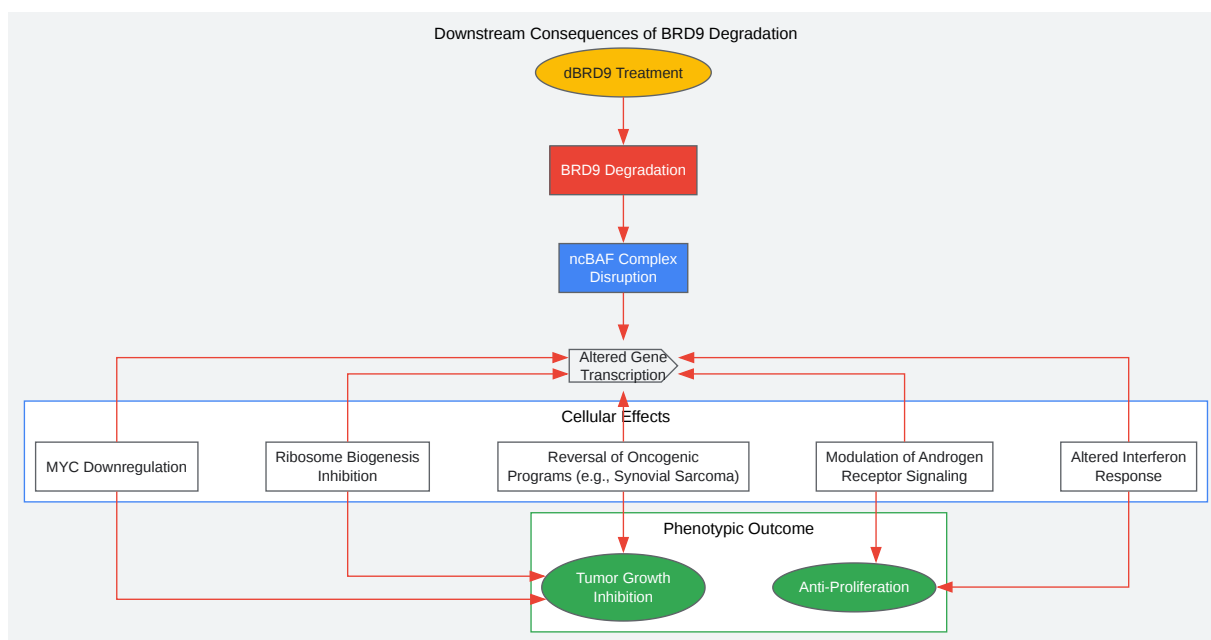 Downstream Consequences of BRD9 Degradation
dBRD9 Treatment
BRD9 Degradation
ncBAF Complex
Disruption
Altered Gene
Transcription
Cellular Effects
MYC Downregulation
Ribosome Biogenesis
Inhibition
Reversal of Oncogenic
Programs (e.g., Synovial Sarcoma)
Modulation of Androgen
Receptor Signaling
Altered Interferon
Response
Phenotypic Outcome
Tumor Growth
Inhibition
Anti-Proliferation